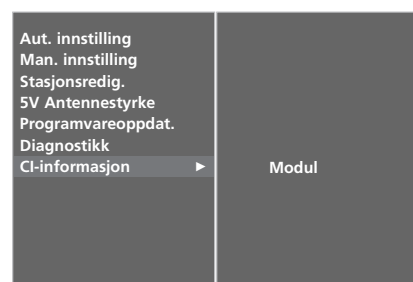 Aut. innstilling
Man. innstilling
Stasjonsredig.
5V Antennestyrke
Programvareoppdat.
Diagnostikk
CI-informasjon ► Modul